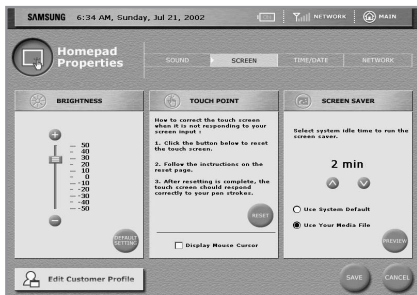 SAMSUNG 6:34 AM, Sunday, Jul 21, 2002 NETWORK MAIN
Homepad
Properties
SOUND SCREEN TIME/DATE NETWORK
BRIGHTNESS
50
40
30
20
10
0
-10
-20
-30
-40
-50
DEFAULT
SETTING
TOUCH POINT
How to correct the touch screen
when it is not responding to your
screen input :
1. Click the button below to reset
the touch screen.
2. Follow the instructions on the
reset page.
3. After resetting is complete, the
touch screen should respond
correctly to your pen strokes.
RESET
Display Mouse Cursor
SCREEN SAVER
Select system idle time to run the
screen saver.
2 min
Use System Default
Use Your Media File
PREVIEW
Edit Customer Profile
SAVE CANCEL